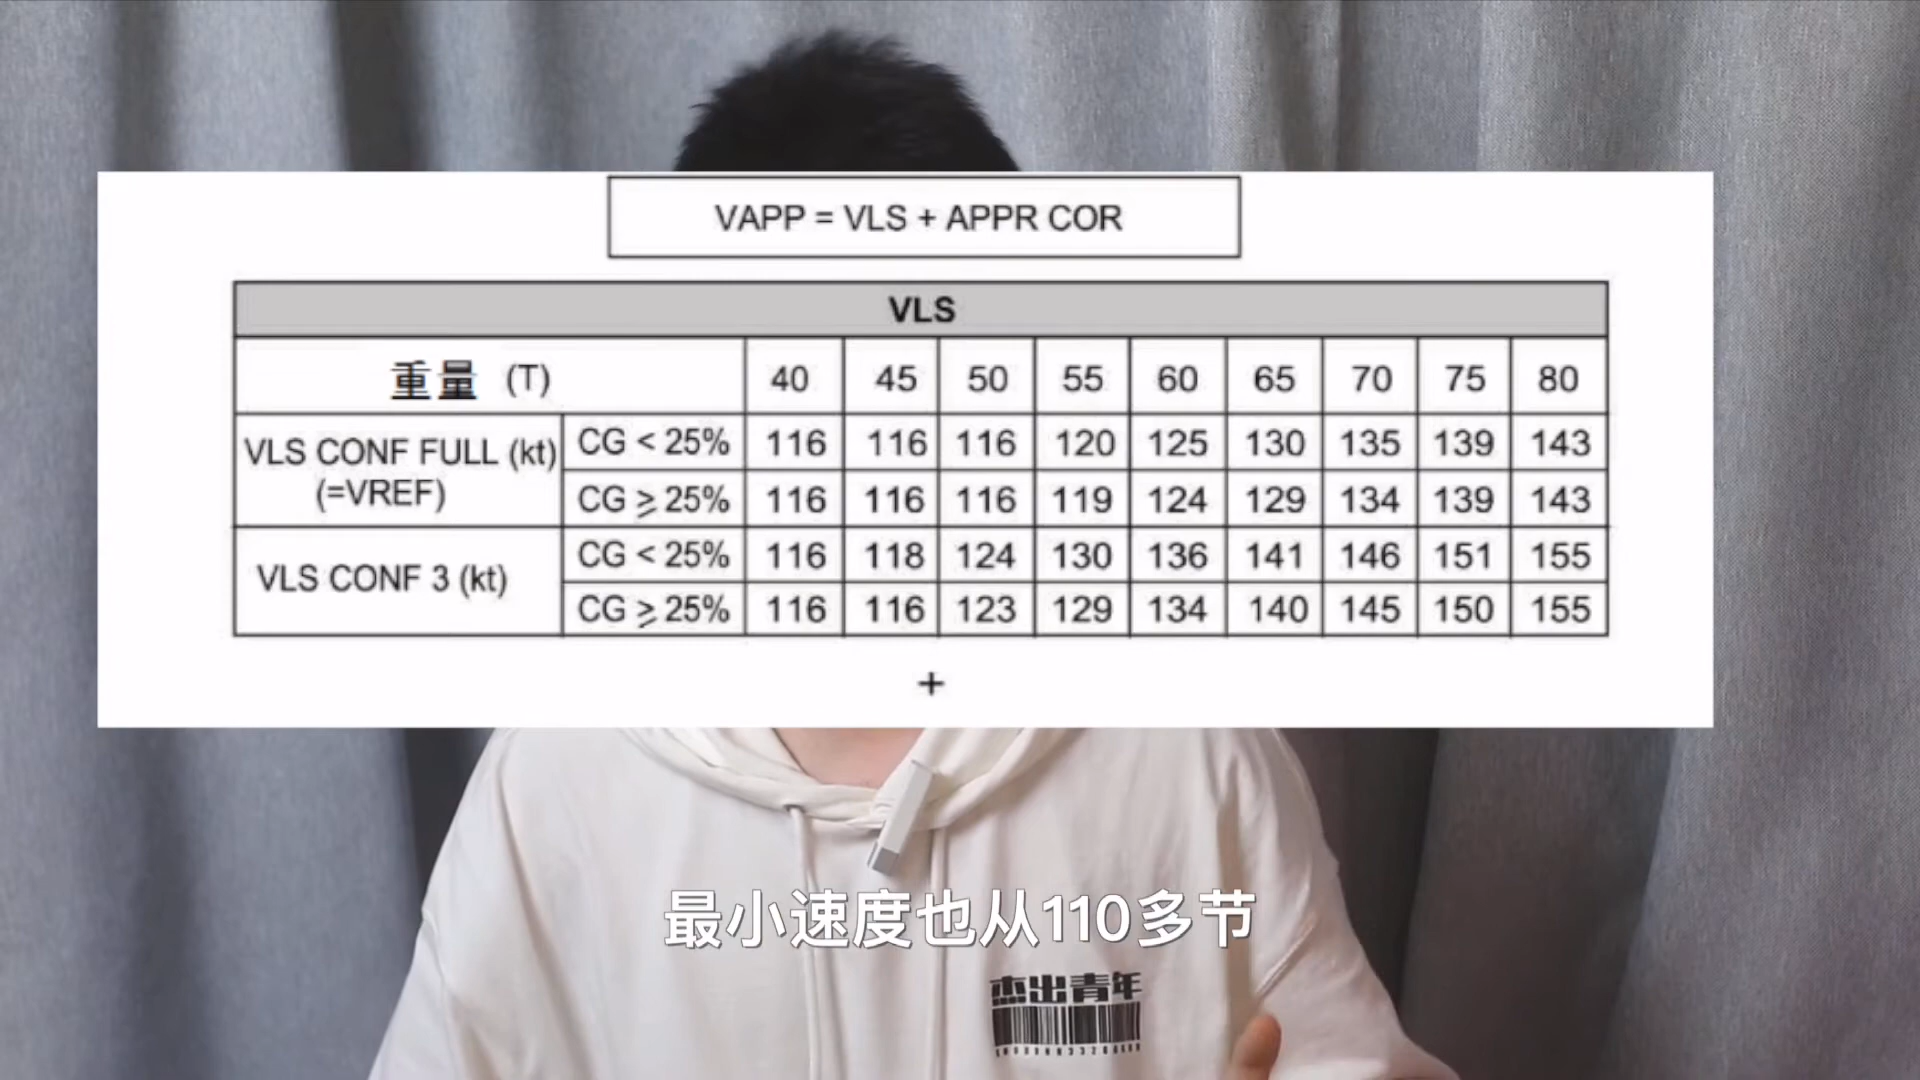 VAPP = VLS + APPR COR
VLS
重量 (T) 40 45 50 55 60 65 70 75 80
VLS CONF FULL (kt)
(=VREF)
CG < 25% 116 116 116 120 125 130 135 139 143
CG ⩾ 25% 116 116 116 119 124 129 134 139 143
VLS CONF 3 (kt)
CG < 25% 116 118 124 130 136 141 146 151 155
CG ⩾ 25% 116 116 123 129 134 140 145 150 155
+
最小速度也从110多节
杰出青年